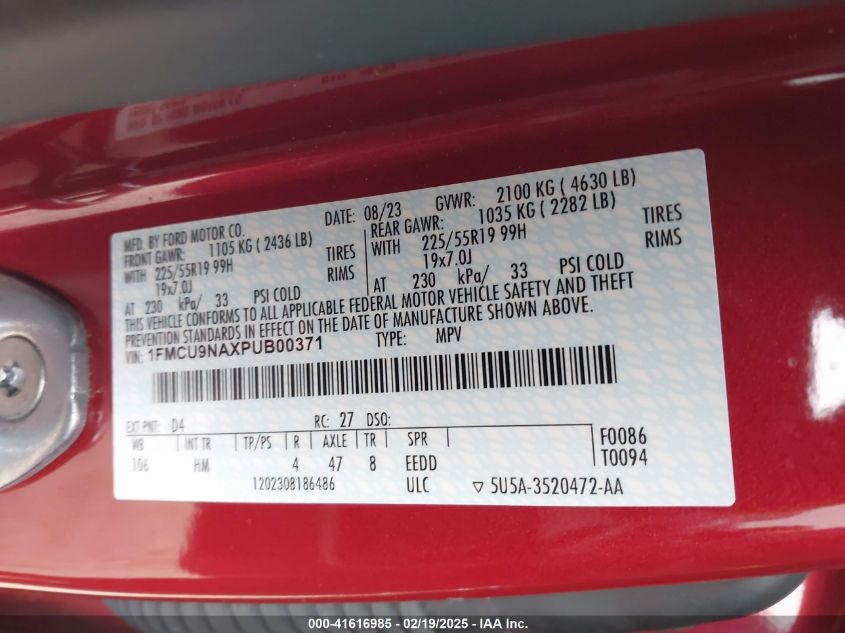 MFD. BY FORD MOTOR CO.
DATE: 08/23 GVWR: 2100 KG ( 4630 LB)
FRONT GAWR: 1105 KG ( 2436 LB) REAR GAWR: 1035 KG ( 2282 LB)
WITH 225/55R19 99H TIRES WITH 225/55R19 99H TIRES
19x7.0J RIMS 19x7.0J RIMS
AT 230 kPa/ 33 PSI COLD AT 230 kPa/ 33 PSI COLD
THIS VEHICLE CONFORMS TO ALL APPLICABLE FEDERAL MOTOR VEHICLE SAFETY AND THEFT
PREVENTION STANDARDS IN EFFECT ON THE DATE OF MANUFACTURE SHOWN ABOVE.
VIN: 1FMCU9NAXPUB00371 TYPE: MPV
EXT PNT: D4 RC: 27 DSO:
WB INT TR TP/PS R AXLE TR SPR F0086
106 HM 4 47 8 EEDD T0094
1202308186486 ULC ▽ 5U5A-3520472-AA
000-41616985 - 02/19/2025 - IAA Inc.